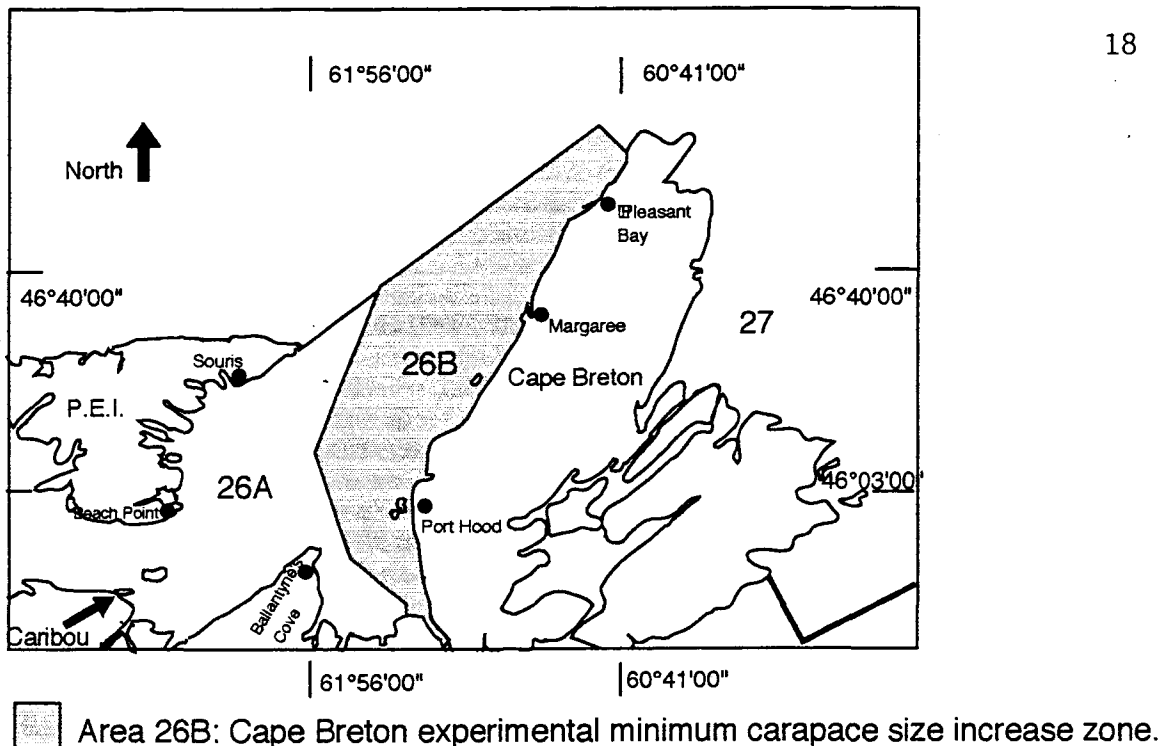 18
61°56'00"
60°41'00"
North
Pleasant
Bay
46°40'00"
46°40'00"
Margaree
27
Souris
26B
Cape Breton
P.E.I.
26A
46°03'00"
Beach Point
Port Hood
Ballantyne's
Cove
Caribou
61°56'00"
60°41'00"
Area 26B: Cape Breton experimental minimum carapace size increase zone.